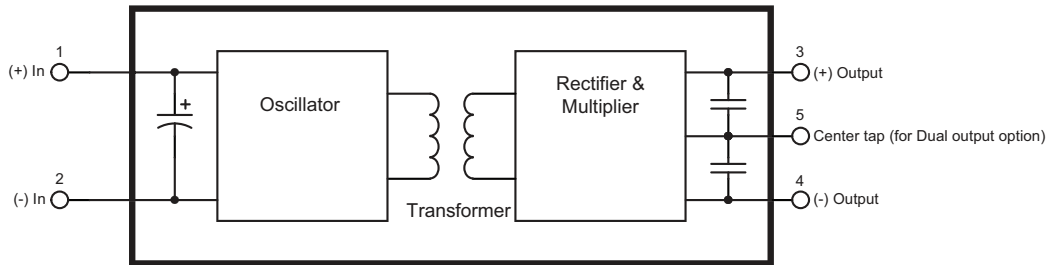 1
(+) In
2
(-) In
+
Oscillator
Transformer
Rectifier &
Multiplier
3
(+) Output
5
Center tap (for Dual output option)
4
(-) Output